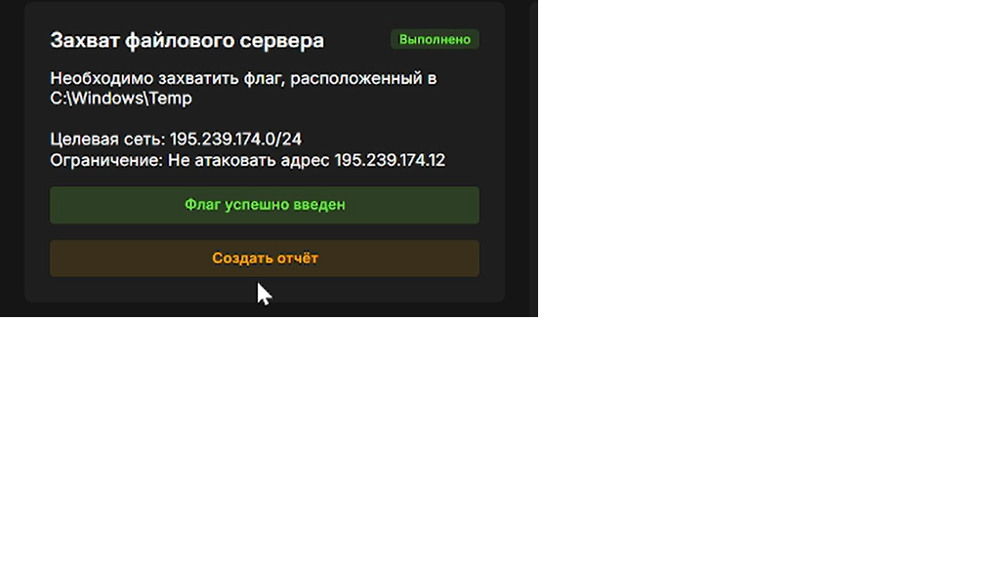 Захват файлового сервера
Выполнено
Необходимо захватить флаг, расположенный в
C:\Windows\Temp
Целевая сеть: 195.239.174.0/24
Ограничение: Не атаковать адрес 195.239.174.12
Флаг успешно введен
Создать отчёт